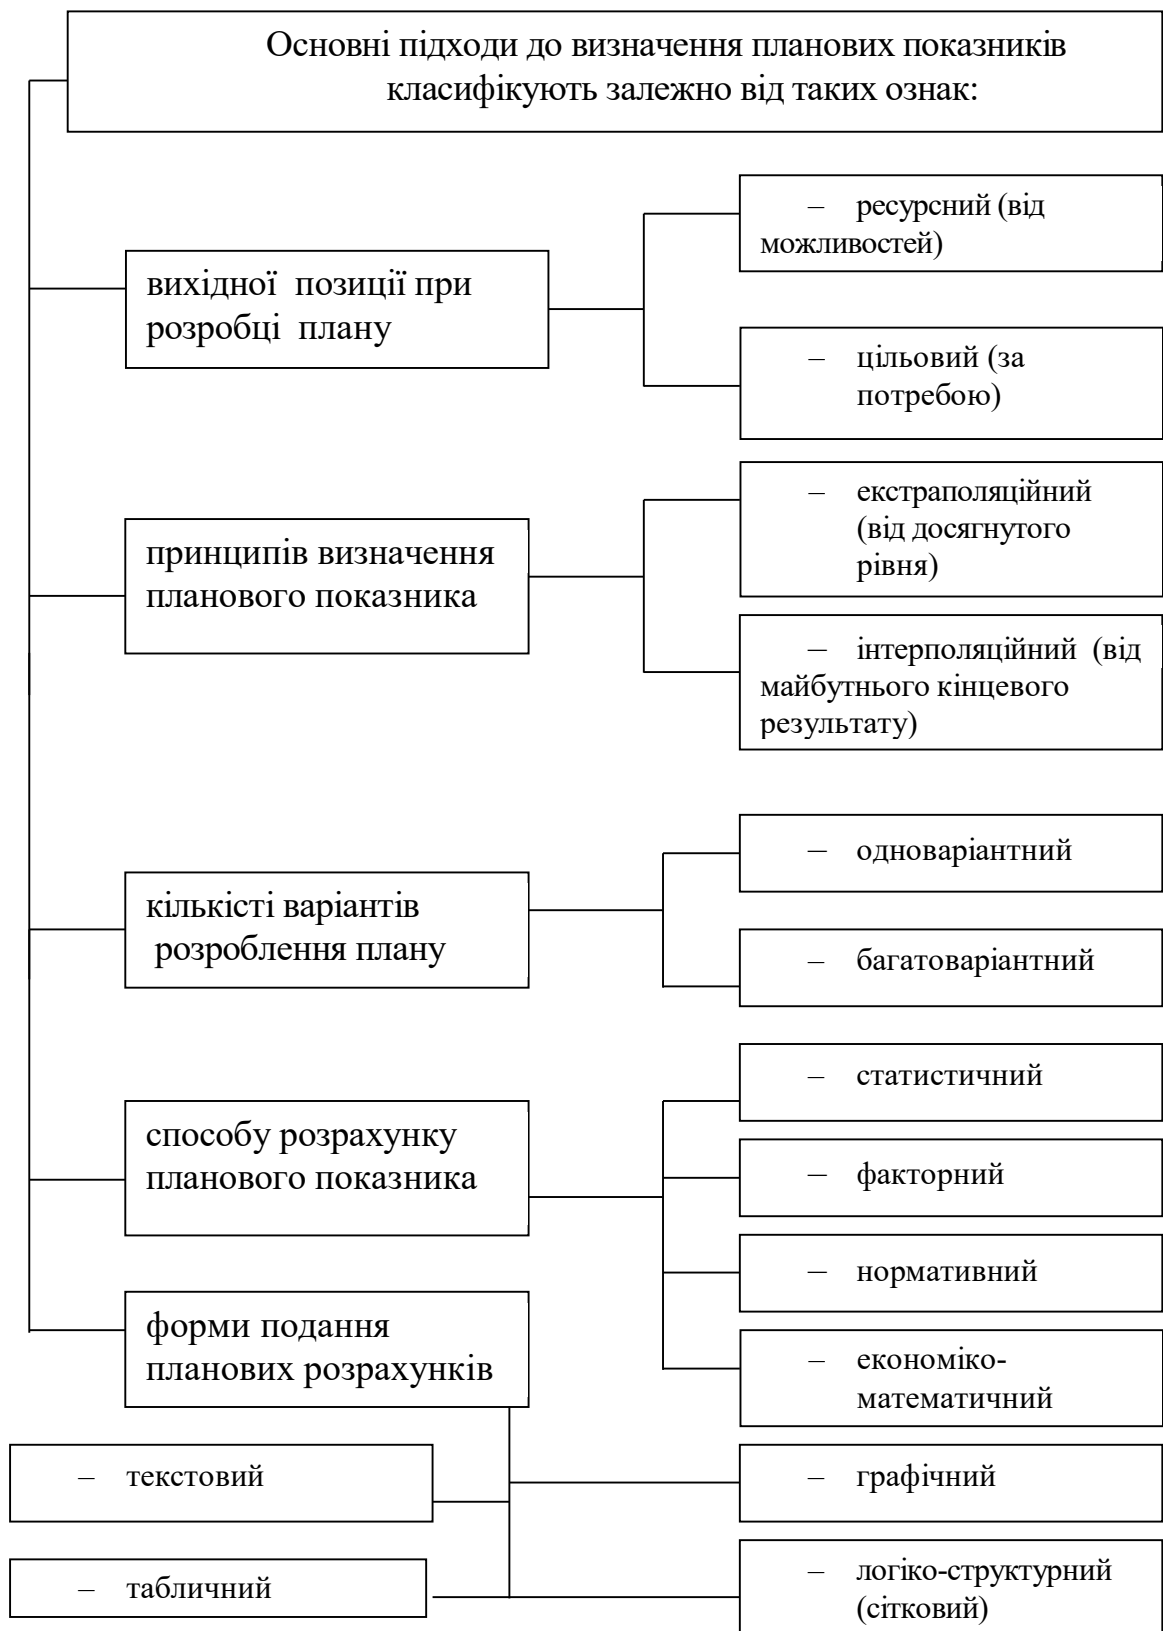 Основні підходи до визначення планових показників
класифікують залежно від таких ознак:
вихідної позиції при
розробці плану
– ресурсний (від
можливостей)
– цільовий (за
потребою)
принципів визначення
планового показника
– екстраполяційний
(від досягнутого
рівня)
– інтерполяційний (від
майбутнього кінцевого
результату)
кількісті варіантів
розроблення плану
– одноваріантний
– багатоваріантний
способу розрахунку
планового показника
– статистичний
– факторний
– нормативний
– економіко-
математичний
форми подання
планових розрахунків
– текстовий
– графічний
– табличний
– логіко-структурний
(сітковий)